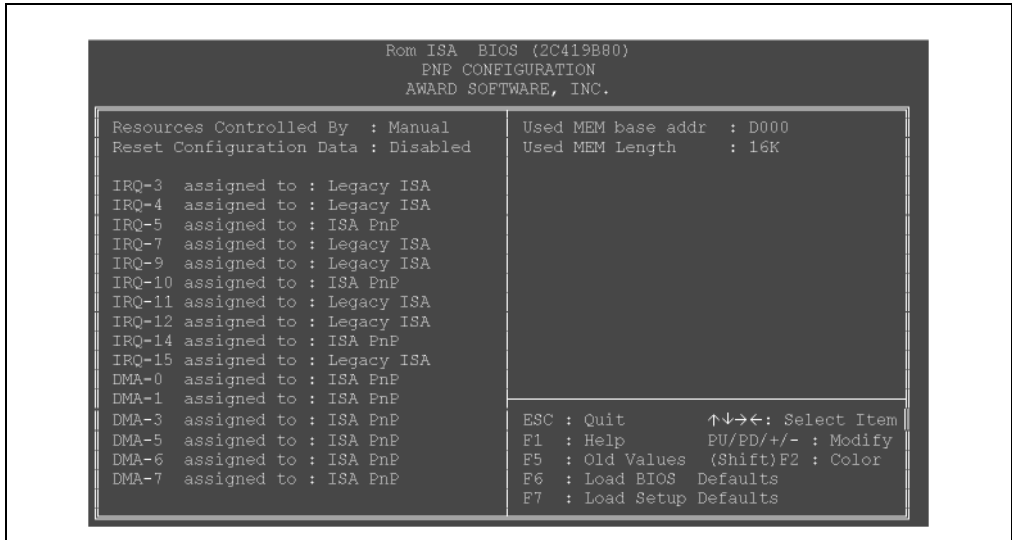 Rom ISA BIOS (2C419B80)
PNP CONFIGURATION
AWARD SOFTWARE, INC.
Resources Controlled By : Manual
Reset Configuration Data : Disabled
IRQ-3 assigned to : Legacy ISA
IRQ-4 assigned to : Legacy ISA
IRQ-5 assigned to : ISA PnP
IRQ-7 assigned to : Legacy ISA
IRQ-9 assigned to : Legacy ISA
IRQ-10 assigned to : ISA PnP
IRQ-11 assigned to : Legacy ISA
IRQ-12 assigned to : Legacy ISA
IRQ-14 assigned to : ISA PnP
IRQ-15 assigned to : Legacy ISA
DMA-0 assigned to : ISA PnP
DMA-1 assigned to : ISA PnP
DMA-3 assigned to : ISA PnP
DMA-5 assigned to : ISA PnP
DMA-6 assigned to : ISA PnP
DMA-7 assigned to : ISA PnP
Used MEM base addr : D000
Used MEM Length : 16K
ESC : Quit ↑↓→←: Select Item
F1 : Help PU/PD/+/- : Modify
F5 : Old Values (Shift)F2 : Color
F6 : Load BIOS Defaults
F7 : Load Setup Defaults